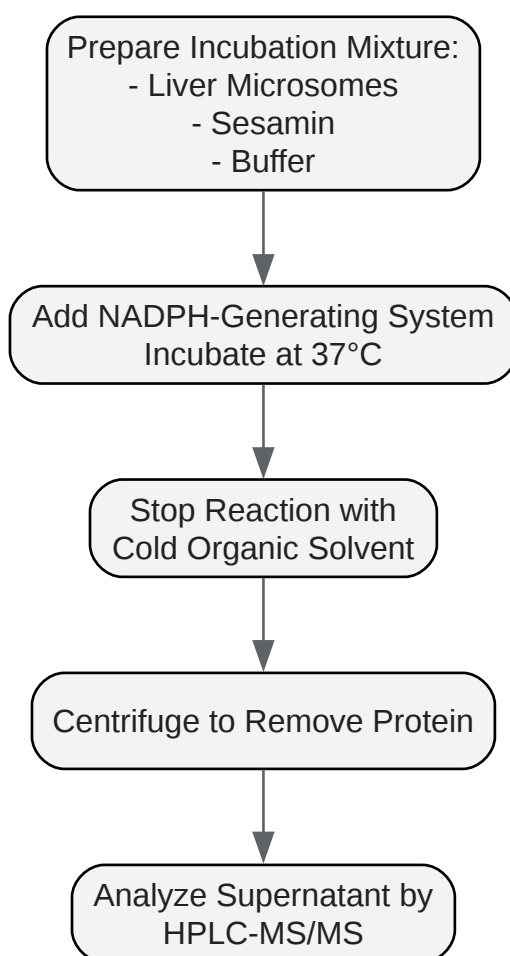 Prepare Incubation Mixture:
- Liver Microsomes
- Sesamin
- Buffer
Add NADPH-Generating System
Incubate at 37°C
Stop Reaction with
Cold Organic Solvent
Centrifuge to Remove Protein
Analyze Supernatant by
HPLC-MS/MS